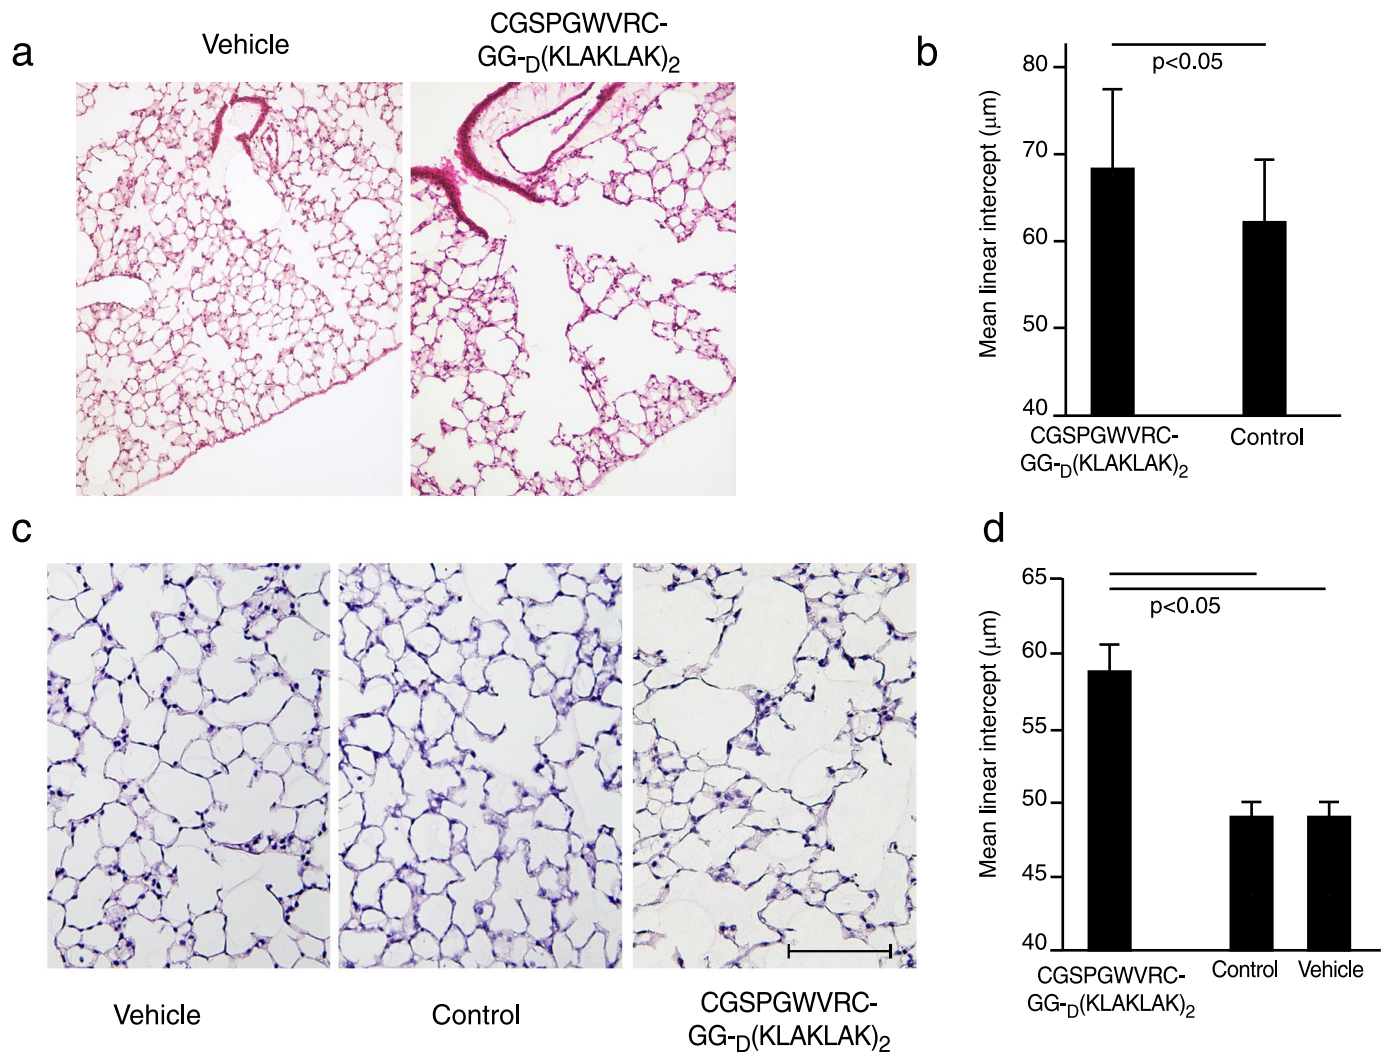 a
Vehicle
CGSPGWVRC-
GG-D(KLAKLAK)2
b
p<0.05
Mean linear intercept (μm)
80
70
60
50
40
CGSPGWVRC-
GG-D(KLAKLAK)2
Control
c
Vehicle
Control
CGSPGWVRC-
GG-D(KLAKLAK)2
d
p<0.05
Mean linear intercept (μm)
65
60
55
50
45
40
CGSPGWVRC-
GG-D(KLAKLAK)2
Control
Vehicle